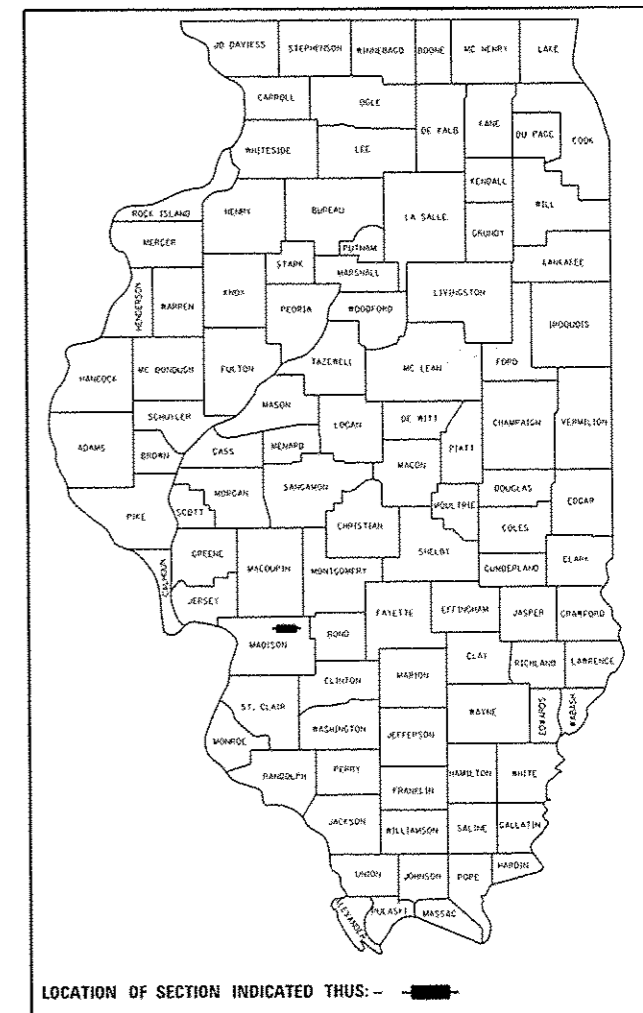 JO DAVIESS STEPHENSON WINNEBAGO BOONE MC HENRY LAKE
CARROLL OGLE DE KALB KANE DU PAGE COOK
WHITESIDE LEE
KENDALL
ROCK ISLAND HENRY BUREAU LA SALLE WILL
MERCER PUTNAM GRUNDY
STARK MARSHALL KANKAKEE
HENDERSON WARREN KNOX PEORIA WOODFORD LIVINGSTON
IROQUOIS
HANCOCK MC DONOUGH FULTON TAZEWELL MC LEAN FORD
MASON
SCHUYLER LOGAN DE WITT CHAMPAIGN VERMILION
ADAMS BROWN CASS MENARD PIATT
MACON
PIKE SCOTT MORGAN SANGAMON MOULTRIE DOUGLAS EDGAR
CHRISTIAN COLES
GREENE SHELBY CLARK
CALHOUN MACOUPIN MONTGOMERY CUMBERLAND
JERSEY FAYETTE EFFINGHAM JASPER CRAWFORD
MADISON BOND
CLAY RICHLAND LAWRENCE
CLINTON MARION
ST. CLAIR WAYNE EDWARDS WABASH
WASHINGTON JEFFERSON
MONROE
RANDOLPH PERRY HAMILTON WHITE
FRANKLIN
JACKSON WILLIAMSON SALINE GALLATIN
HARDIN
UNION JOHNSON POPE
ALEXANDER PULASKI MASSAC
LOCATION OF SECTION INDICATED THUS: -